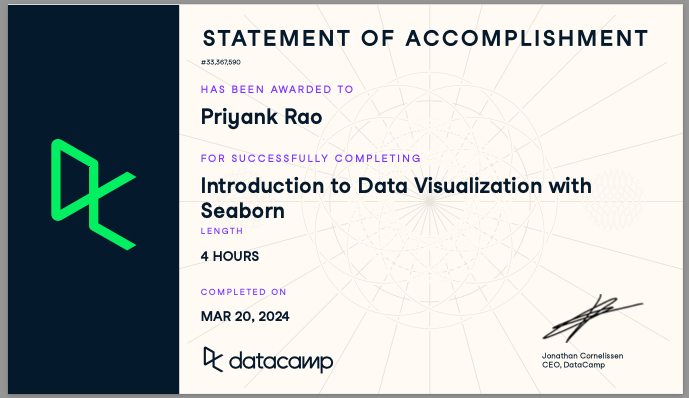 STATEMENT OF ACCOMPLISHMENT
#33,367,590
HAS BEEN AWARDED TO
Priyank Rao
FOR SUCCESSFULLY COMPLETING
Introduction to Data Visualization with
Seaborn
LENGTH
4 HOURS
COMPLETED ON
MAR 20, 2024
datacamp
Jonathan Cornelissen
CEO, DataCamp